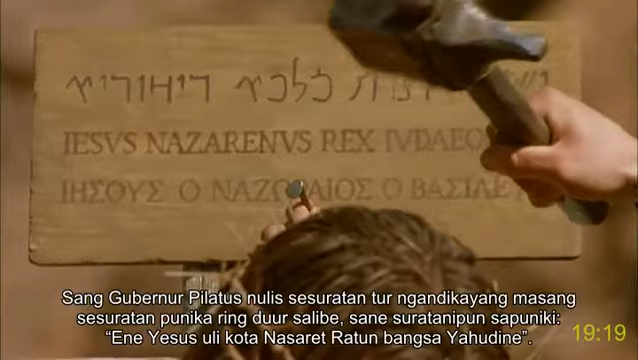 IESVS NAZARENVS REX IVDAEO
ΙΗΣΟΥΣ Ο ΝΑΖΩΡΑΙΟΣ Ο ΒΑΣΙΛΕ
Sang Gubernur Pilatus nulis sesuratan tur ngandikayang masang
sesuratan punika ring duur salibe, sane suratanipun sapuniki:
“Ene Yesus uli kota Nasaret Ratun bangsa Yahudine”.
19:19